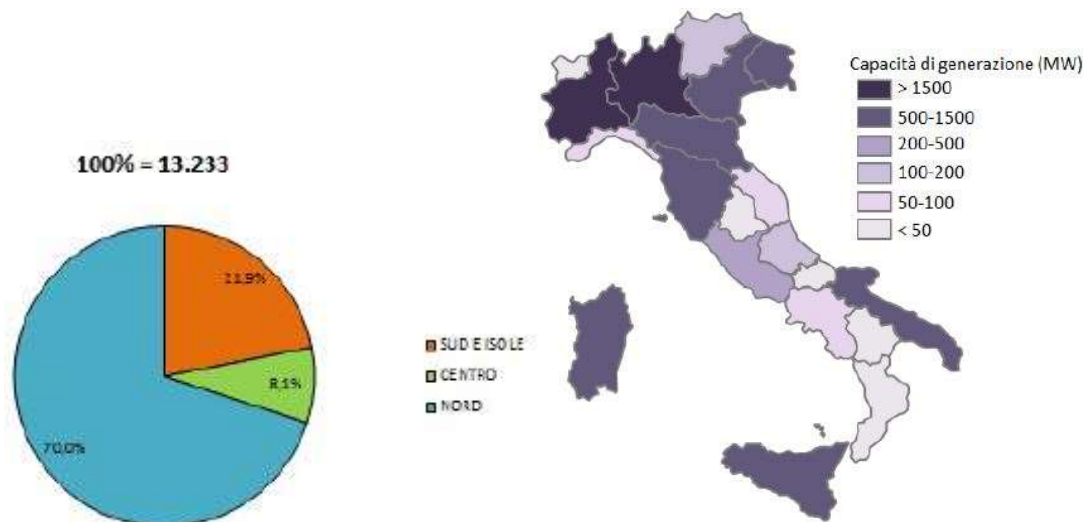 100% = 13.233
21,9%
8,1%
70,0%
SUD E ISOLE
CENTRO
NORD
Capacità di generazione (MW)
> 1500
500-1500
200-500
100-200
50-100
< 50